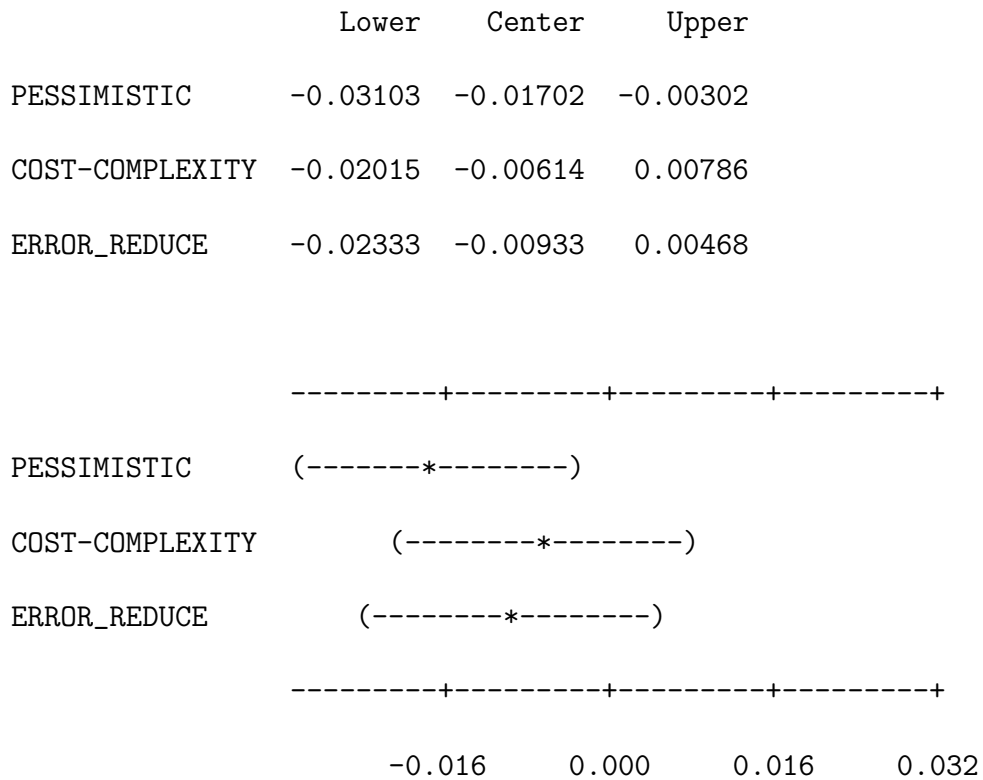 Lower Center Upper
PESSIMISTIC -0.03103 -0.01702 -0.00302
COST-COMPLEXITY -0.02015 -0.00614 0.00786
ERROR_REDUCE -0.02333 -0.00933 0.00468
---------+---------+---------+---------+
PESSIMISTIC (-------*--------)
COST-COMPLEXITY (--------*--------)
ERROR_REDUCE (--------*--------)
---------+---------+---------+---------+
-0.016 0.000 0.016 0.032